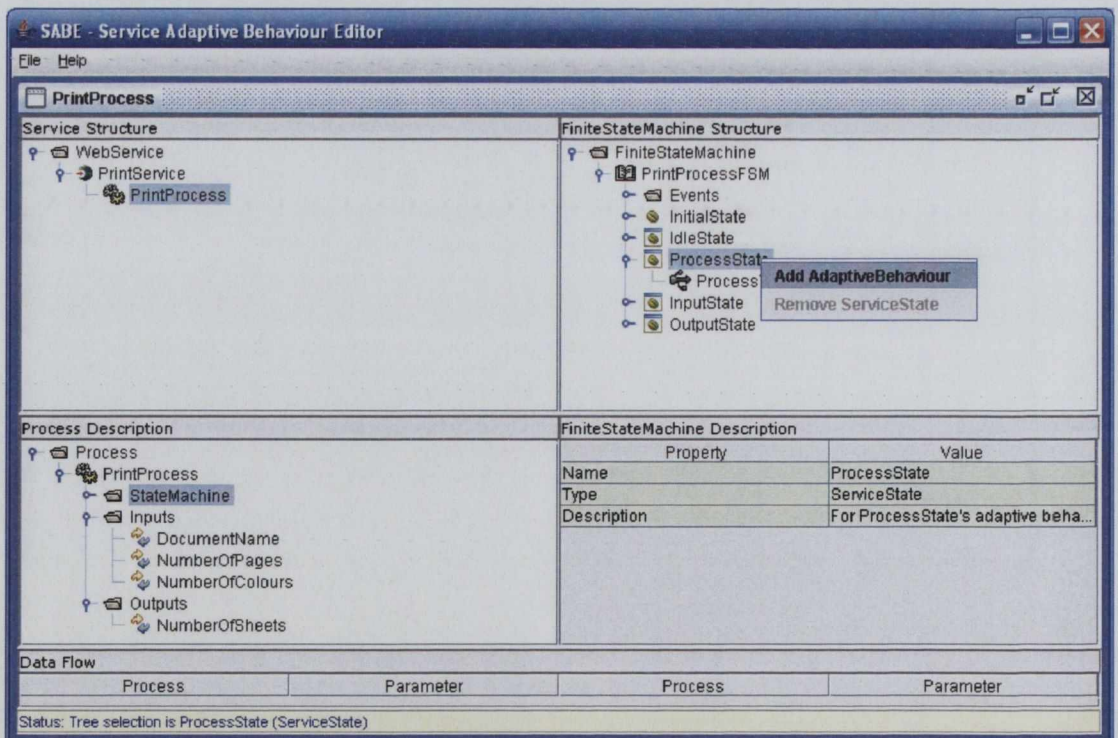 SABE - Service Adaptive Behaviour Editor
File Help
PrintProcess
Service Structure
WebService
PrintService
PrintProcess
FiniteStateMachine Structure
FiniteStateMachine
PrintProcessFSM
Events
InitialState
IdleState
ProcessState
Process
Add AdaptiveBehaviour
Remove ServiceState
InputState
OutputState
Process Description
Process
PrintProcess
StateMachine
Inputs
DocumentName
NumberOfPages
NumberOfColours
Outputs
NumberOfSheets
FiniteStateMachine Description
Property Value
Name ProcessState
Type ServiceState
Description For ProcessState's adaptive beha...
Data Flow
Process Parameter Process Parameter
Status: Tree selection is ProcessState (ServiceState)